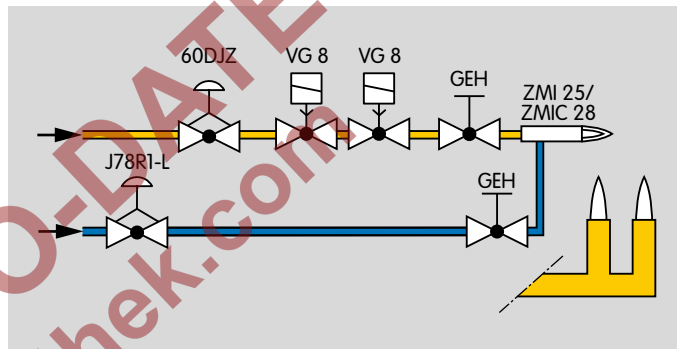 60DJZ
VG 8
VG 8
GEH
ZMI 25/
ZMIC 28
J78R1-L
GEH
O-DATE
hek.com